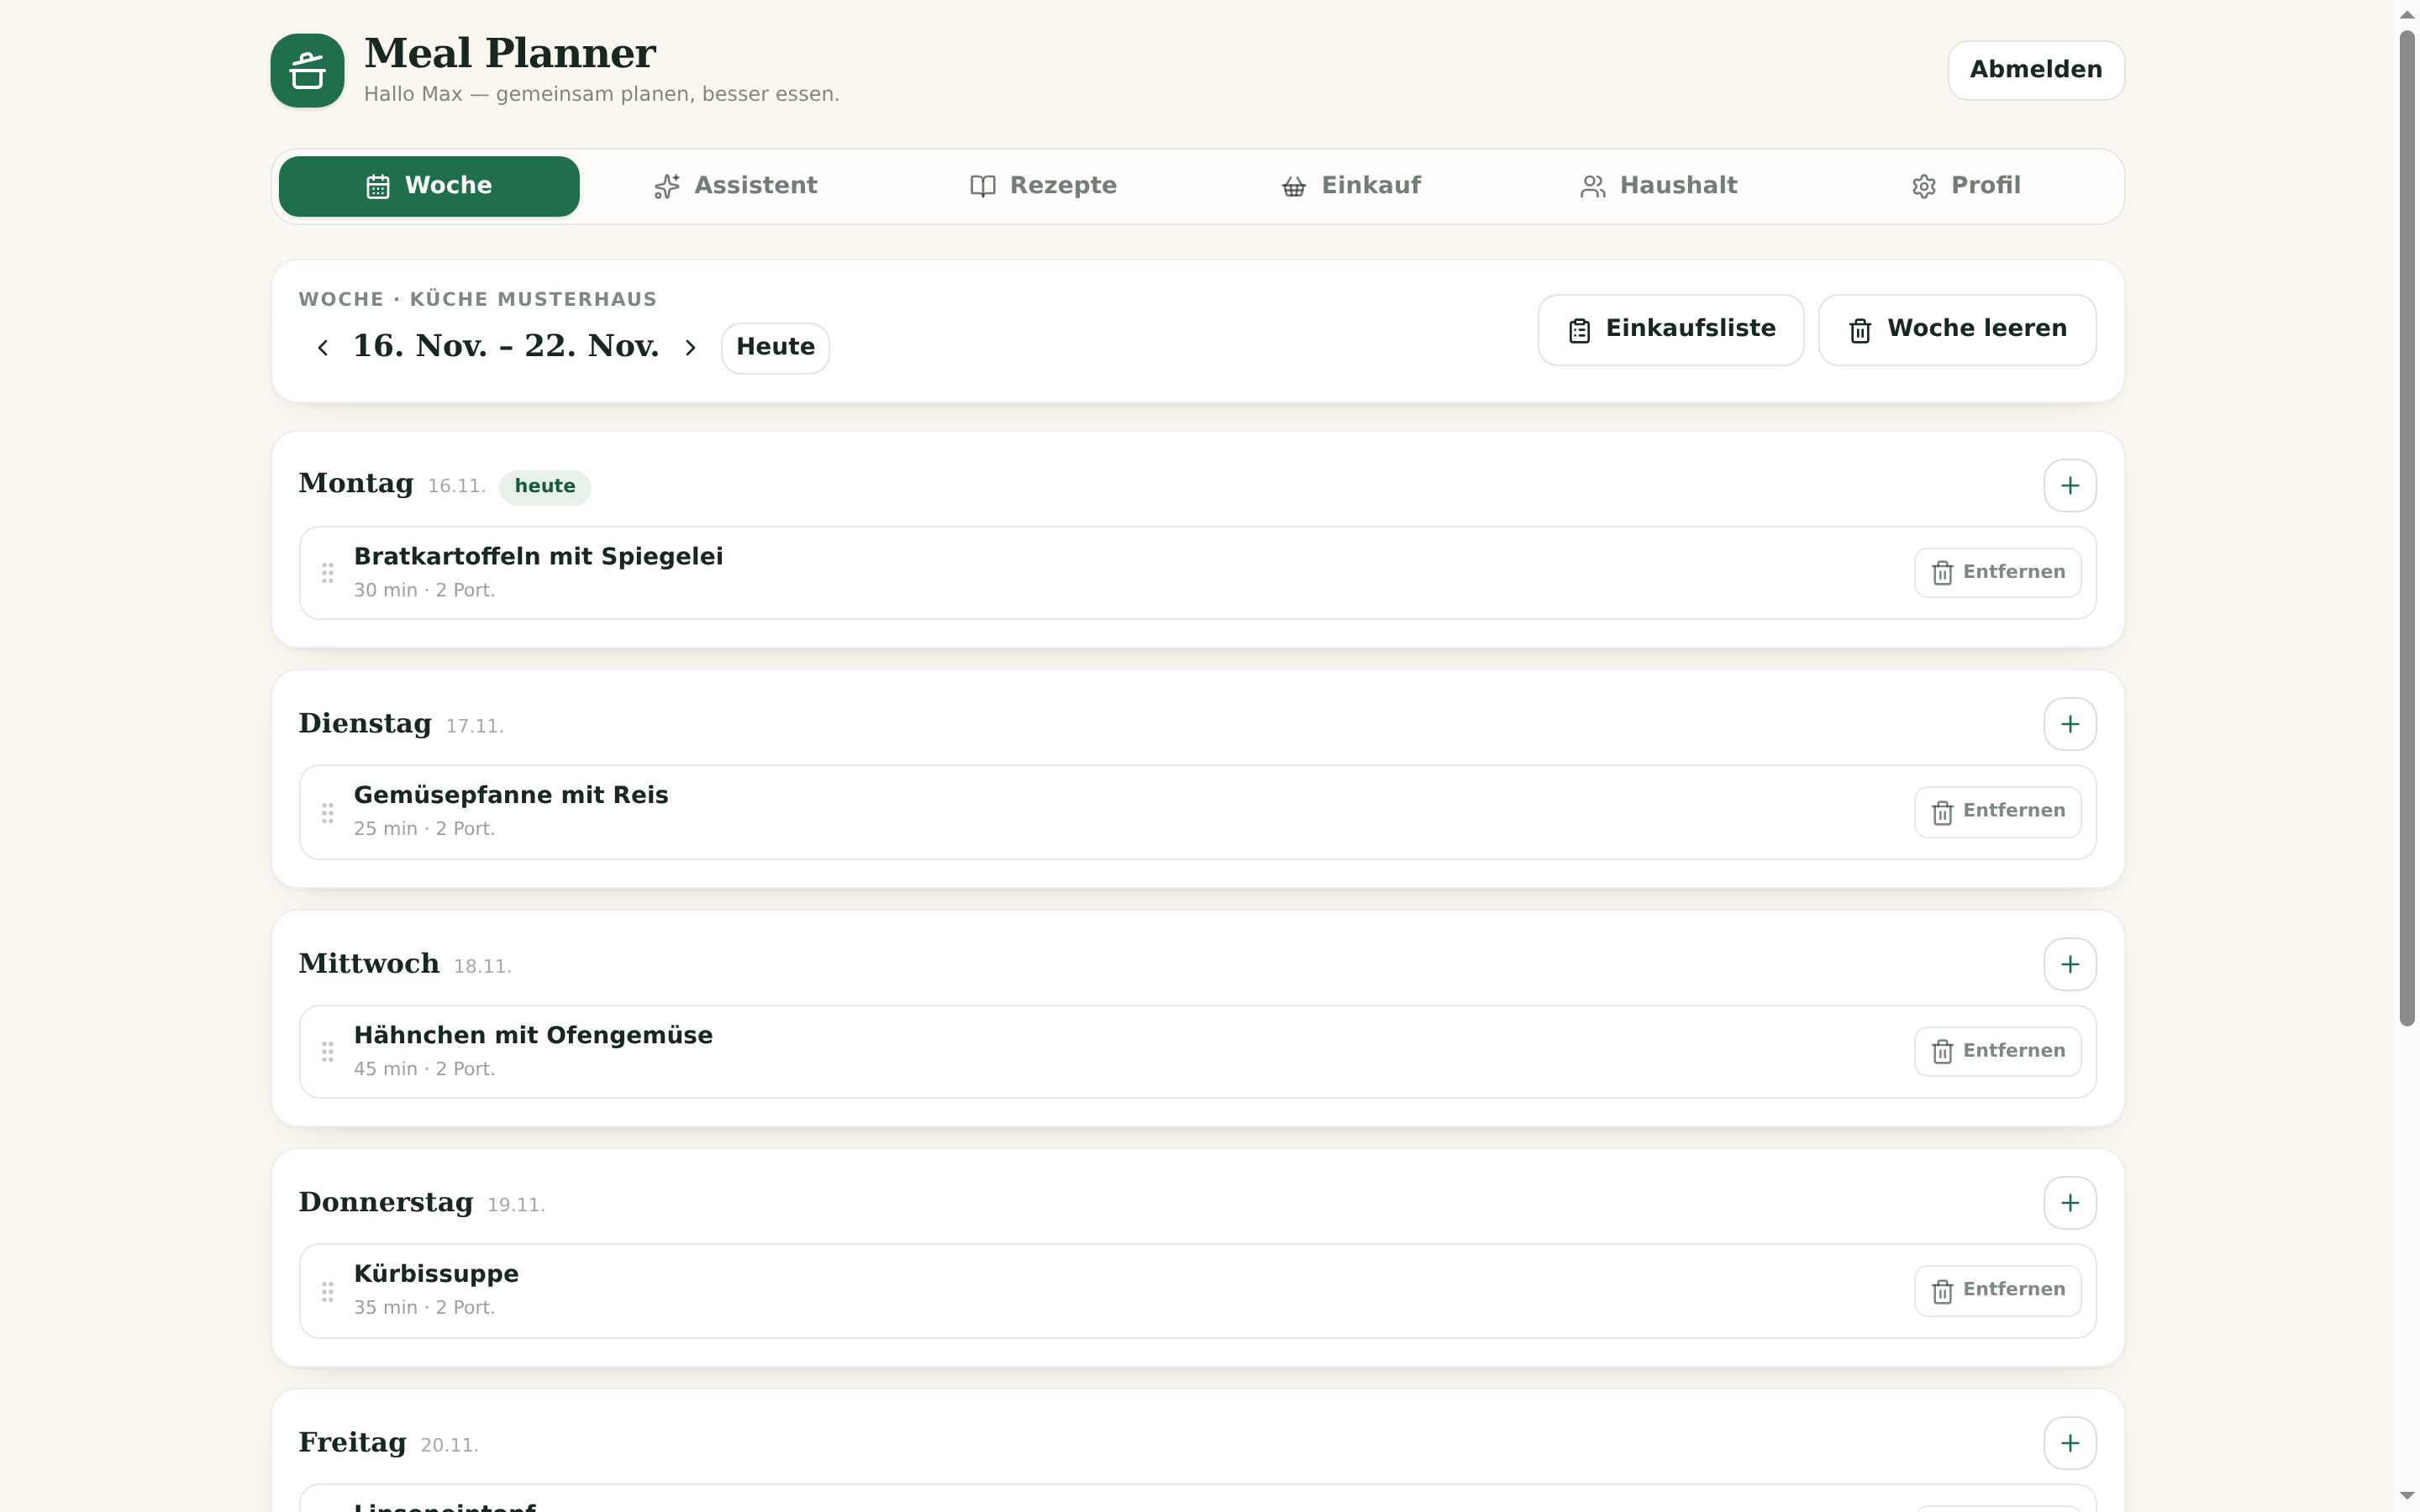 Meal Planner
Hallo Max — gemeinsam planen, besser essen.
Abmelden
Woche
Assistent
Rezepte
Einkauf
Haushalt
Profil
WOCHE · KÜCHE MUSTERHAUS
16. Nov. – 22. Nov.
Heute
Einkaufsliste
Woche leeren
Montag 16.11. heute
Bratkartoffeln mit Spiegelei
30 min · 2 Port.
Entfernen
Dienstag 17.11.
Gemüsepfanne mit Reis
25 min · 2 Port.
Entfernen
Mittwoch 18.11.
Hähnchen mit Ofengemüse
45 min · 2 Port.
Entfernen
Donnerstag 19.11.
Kürbissuppe
35 min · 2 Port.
Entfernen
Freitag 20.11.
Linseneintopf